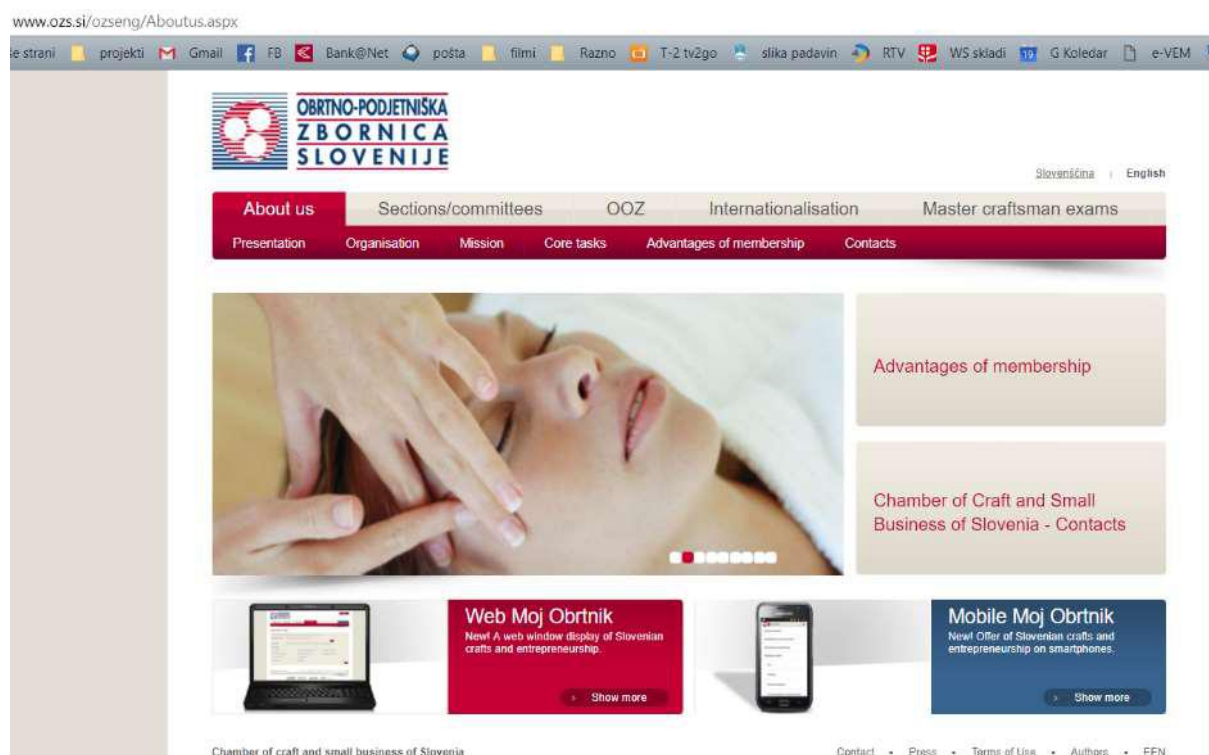 www.ozs.si/ozseng/Aboutus.aspx
še strani projekti Gmail FB Bank@Net pošta filmi Razno T-2 tv2go slika padavin RTV WS skladi 19 G Koledar e-VEM
OBRTNO-PODJETNIŠKA
ZBORNICA
SLOVENIJE
Slovenščina | English
About us Sections/committees OOZ Internationalisation Master craftsman exams
Presentation Organisation Mission Core tasks Advantages of membership Contacts
Advantages of membership
Chamber of Craft and Small
Business of Slovenia - Contacts
Web Moj Obrtnik
New! A web window display of Slovenian
crafts and entrepreneurship.
Show more
Mobile Moj Obrtnik
New! Offer of Slovenian crafts and
entrepreneurship on smartphones.
Show more
Chamber of craft and small business of Slovenia
Contact • Press • Terms of Use • Authors • EEN